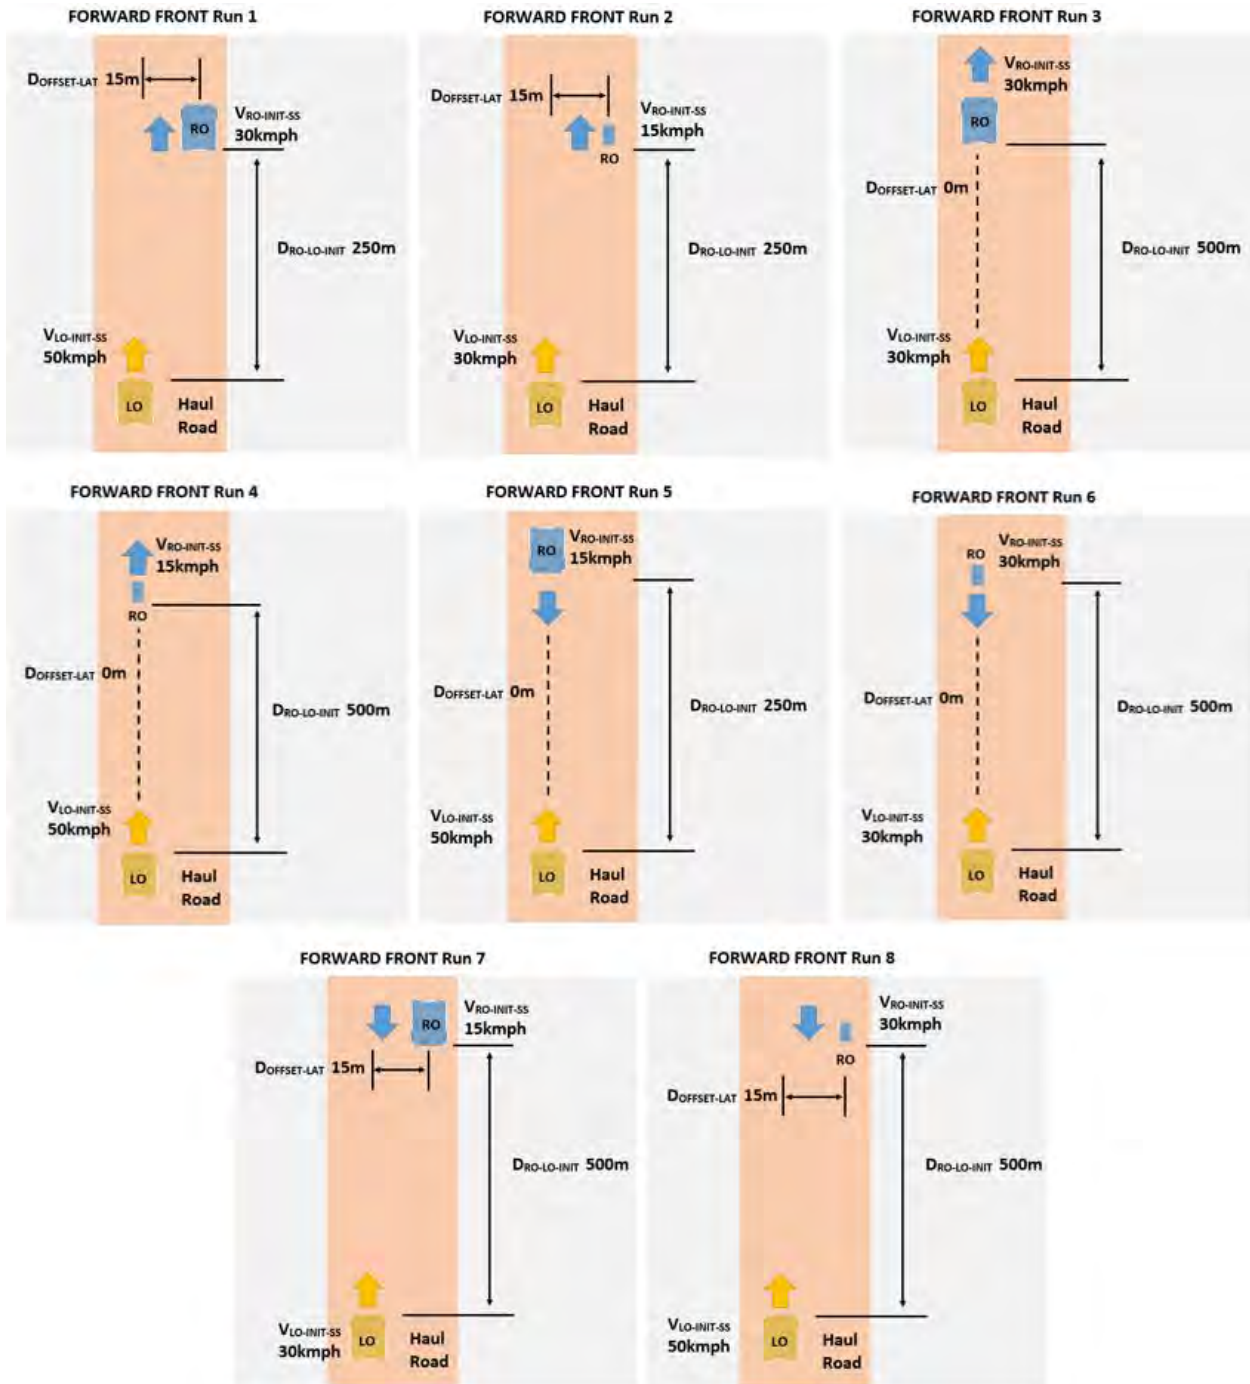 FORWARD FRONT Run 1
DOFFSET-LAT 15m
RO
VRO-INIT-SS
30kmph
DRO-LO-INIT 250m
VLO-INIT-SS
50kmph
LO
Haul
Road
FORWARD FRONT Run 2
DOFFSET-LAT
15m
VRO-INIT-SS
15kmph
RO
DRO-LO-INIT 250m
VLO-INIT-SS
30kmph
LO
Haul
Road
FORWARD FRONT Run 3
VRO-INIT-SS
30kmph
RO
DOFFSET-LAT 0m
DRO-LO-INIT 500m
VLO-INIT-SS
30kmph
LO
Haul
Road
FORWARD FRONT Run 4
VRO-INIT-SS
15kmph
RO
DOFFSET-LAT 0m
DRO-LO-INIT 500m
VLO-INIT-SS
50kmph
LO
Haul
Road
FORWARD FRONT Run 5
RO
VRO-INIT-SS
15kmph
DOFFSET-LAT 0m
DRO-LO-INIT 250m
VLO-INIT-SS
50kmph
LO
Haul
Road
FORWARD FRONT Run 6
RO
VRO-INIT-SS
30kmph
DOFFSET-LAT 0m
DRO-LO-INIT 500m
VLO-INIT-SS
30kmph
LO
Haul
Road
FORWARD FRONT Run 7
RO
VRO-INIT-SS
15kmph
DOFFSET-LAT 15m
DRO-LO-INIT 500m
VLO-INIT-SS
30kmph
LO
Haul
Road
FORWARD FRONT Run 8
VRO-INIT-SS
30kmph
RO
DOFFSET-LAT 15m
DRO-LO-INIT 500m
VLO-INIT-SS
50kmph
LO
Haul
Road